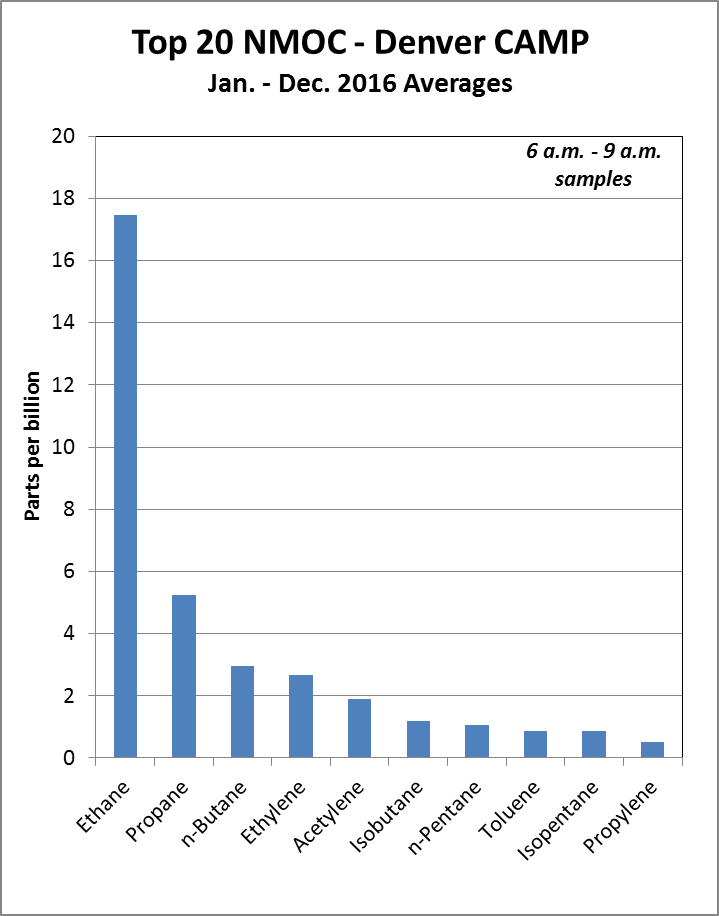 Top 20 NMOC - Denver CAMP
Jan. - Dec. 2016 Averages
6 a.m. - 9 a.m.
samples
Parts per billion
20
18
16
14
12
10
8
6
4
2
0
Ethane
Propane
n-Butane
Ethylene
Acetylene
Isobutane
n-Pentane
Toluene
Isopentane
Propylene